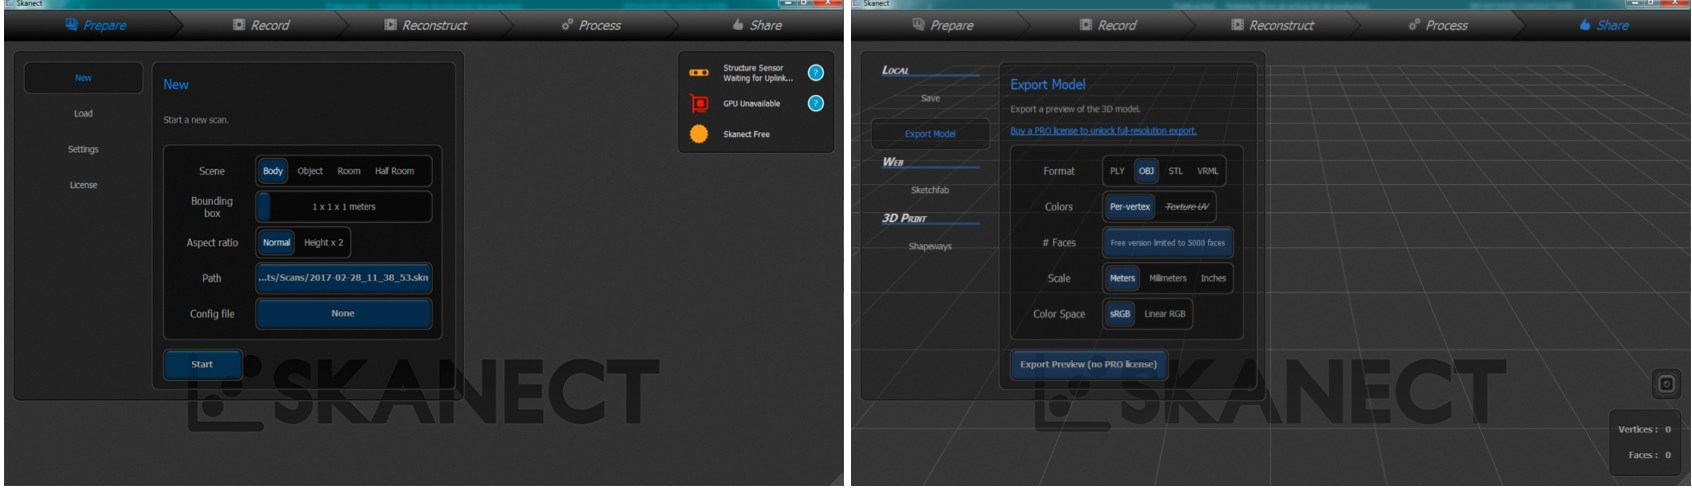 Skanect
Prepare Record Reconstruct Process Share
New
Load
Settings
License
New
Start a new scan.
Scene Body Object Room Half Room
Bounding box 1 x 1 x 1 meters
Aspect ratio Normal Height x 2
Path ...ts/Scans/2017-02-28_11_38_53.skn
Config file None
Start
Structure Sensor
Waiting for Uplink...
?
GPU Unavailable
?
Skanect Free
SKANECT
Skanect
Prepare Record Reconstruct Process Share
LOCAL
Save
Export Model
WEB
Sketchfab
3D PRINT
Shapeways
Export Model
Export a preview of the 3D model.
Buy a PRO license to unlock full-resolution export.
Format PLY OBJ STL VRML
Colors Per-vertex Texture UV
# Faces Free version limited to 5000 faces
Scale Meters Millimeters Inches
Color Space sRGB Linear RGB
Export Preview (no PRO license)
SKANECT
Vertices : 0
Faces : 0